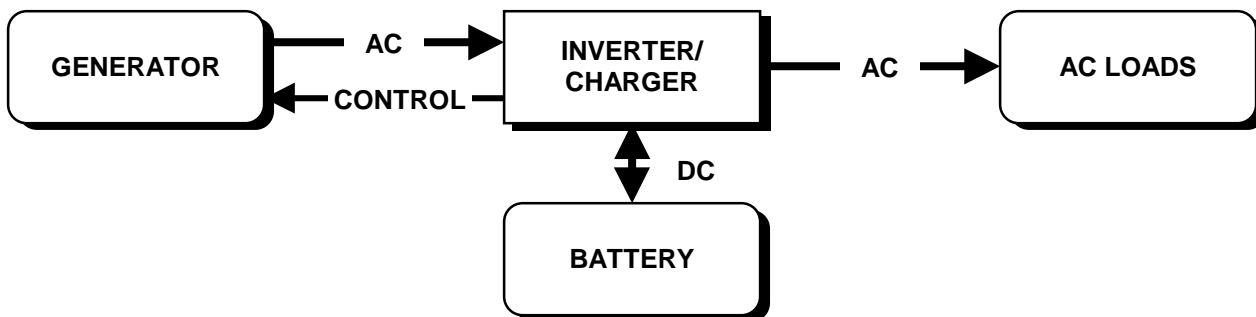 GENERATOR
AC
CONTROL
INVERTER/
CHARGER
AC
AC LOADS
DC
BATTERY